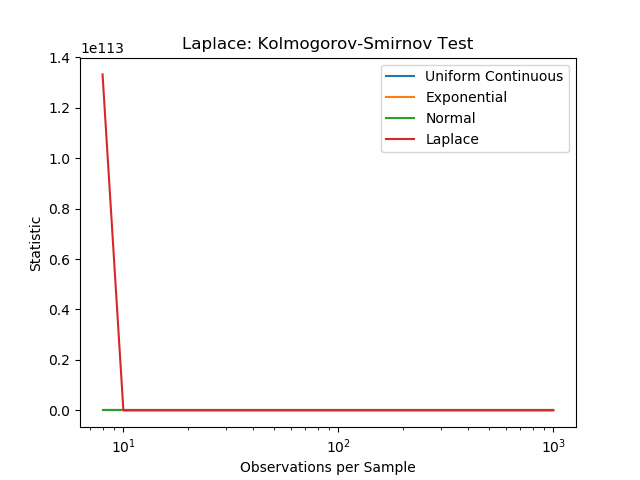 Laplace: Kolmogorov-Smirnov Test
1e113
1.4
1.2
1.0
0.8
0.6
0.4
0.2
0.0
Statistic
Uniform Continuous
Exponential
Normal
Laplace
10¹ 10² 10³
Observations per Sample